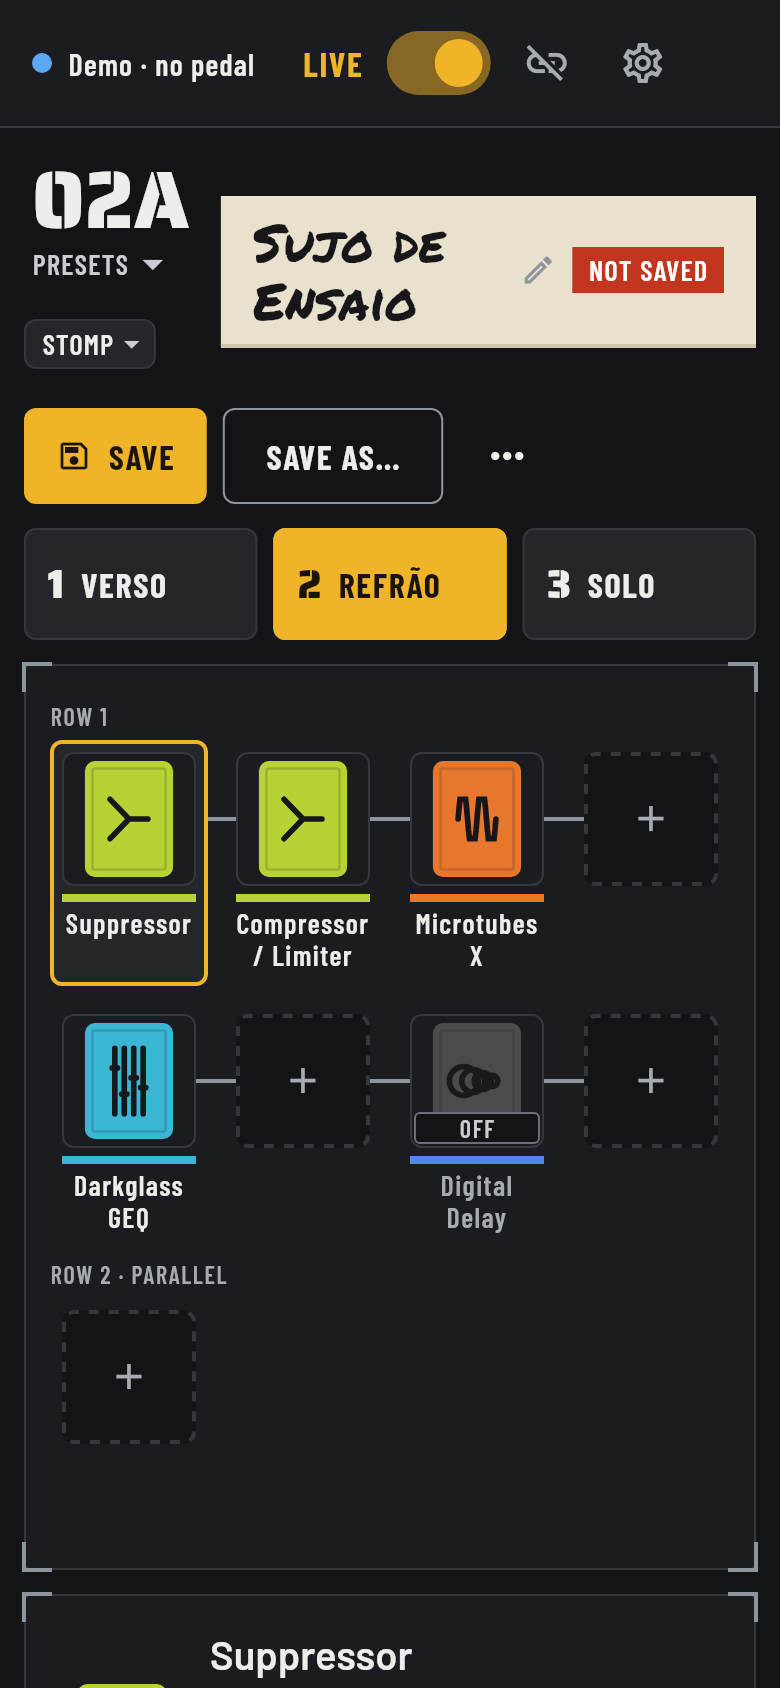 Demo · no pedal LIVE
02A
PRESETS
SUJO DE
ENSAIO
NOT SAVED
STOMP
SAVE SAVE AS... •••
1 VERSO 2 REFRÃO 3 SOLO
ROW 1
Suppressor Compressor Microtubes
/ Limiter X
OFF
Darkglass Digital
GEQ Delay
ROW 2 · PARALLEL
Suppressor